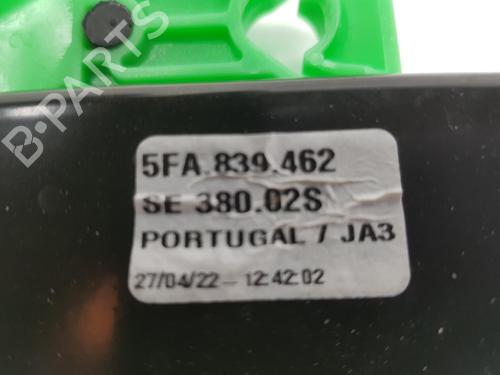 B-PARTS
5FA.839.462
SE 380.02S
PORTUGAL / JA3
27/04/22 - 12:42:02